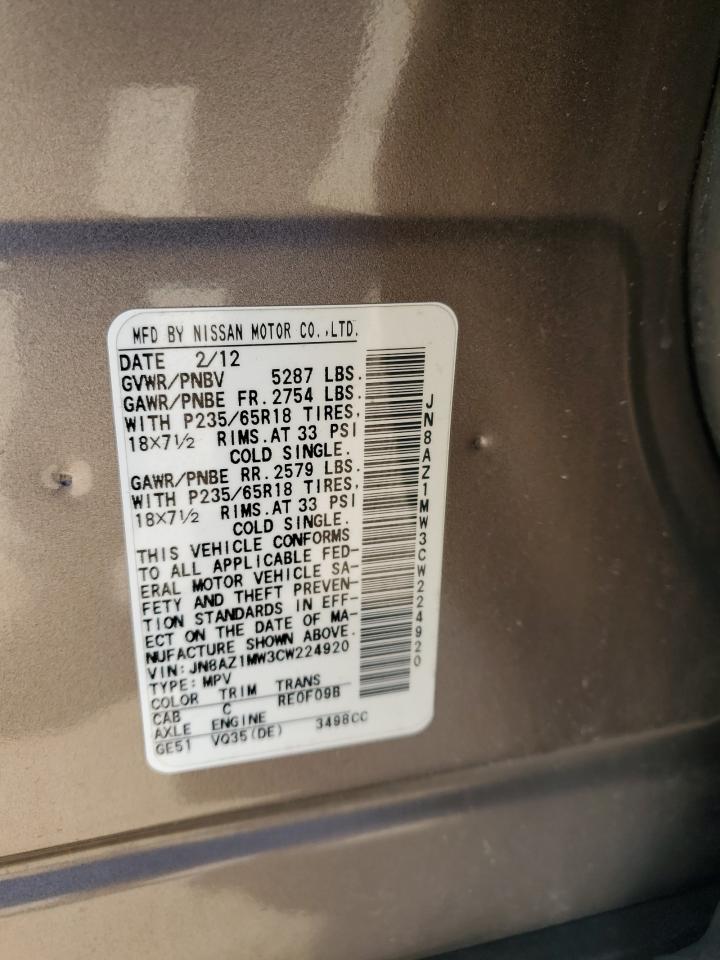 MFD BY NISSAN MOTOR CO.,LTD.
DATE 2/12
GVWR/PNBV 5287 LBS.
GAWR/PNBE FR. 2754 LBS.
WITH P235/65R18 TIRES,
18X7½ RIMS. AT 33 PSI
COLD SINGLE.
GAWR/PNBE RR. 2579 LBS.
WITH P235/65R18 TIRES,
18X7½ RIMS. AT 33 PSI
COLD SINGLE.
THIS VEHICLE CONFORMS
TO ALL APPLICABLE FED-
ERAL MOTOR VEHICLE SA-
FETY AND THEFT PREVEN-
TION STANDARDS IN EFF-
ECT ON THE DATE OF MA-
NUFACTURE SHOWN ABOVE.
VIN: JN8AZ1MW3CW224920
TYPE: MPV
COLOR TRIM TRANS
CAB C RE0F09B
AXLE ENGINE
GE51 VQ35(DE) 3498CC
JN8AZ1MW3CW224920